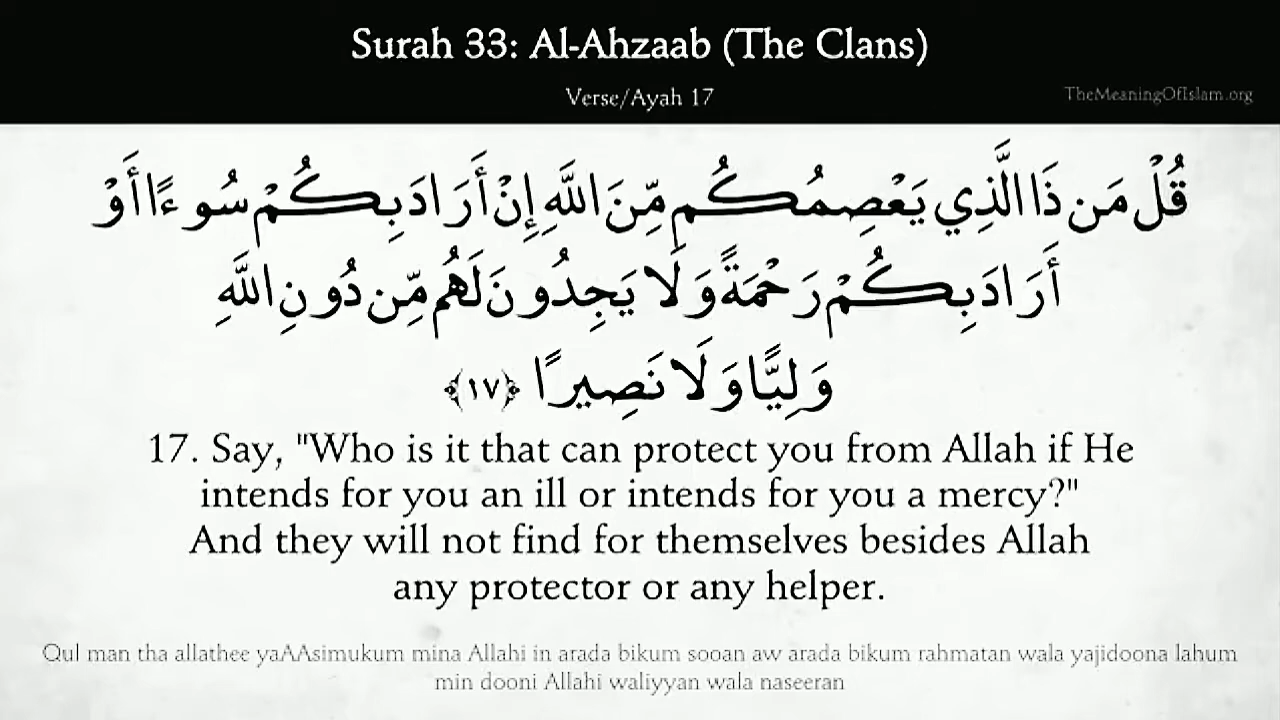 Surah 33: Al-Ahzaab (The Clans)
Verse/Ayah 17
TheMeaningOfIslam.org
قُلْ مَن ذَا الَّذِي يَعْصِمُكُم مِّنَ اللَّهِ إِنْ أَرَادَ بِكُمْ سُوءًا أَوْ
أَرَادَ بِكُمْ رَحْمَةً وَلَا يَجِدُونَ لَهُم مِّن دُونِ اللَّهِ
وَلِيًّا وَلَا نَصِيرًا ﴿١٧﴾
17. Say, "Who is it that can protect you from Allah if He
intends for you an ill or intends for you a mercy?"
And they will not find for themselves besides Allah
any protector or any helper.
Qul man tha allathee yaAAsimukum mina Allahi in arada bikum sooan aw arada bikum rahmatan wala yajidoona lahum
min dooni Allahi waliyyan wala naseeran